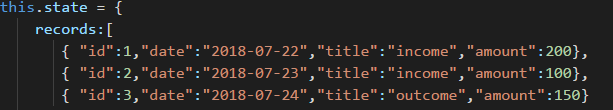 this.state = {
records:[
{ "id":1,"date":"2018-07-22","title":"income","amount":200},
{ "id":2,"date":"2018-07-23","title":"income","amount":100},
{ "id":3,"date":"2018-07-24","title":"outcome","amount":150}